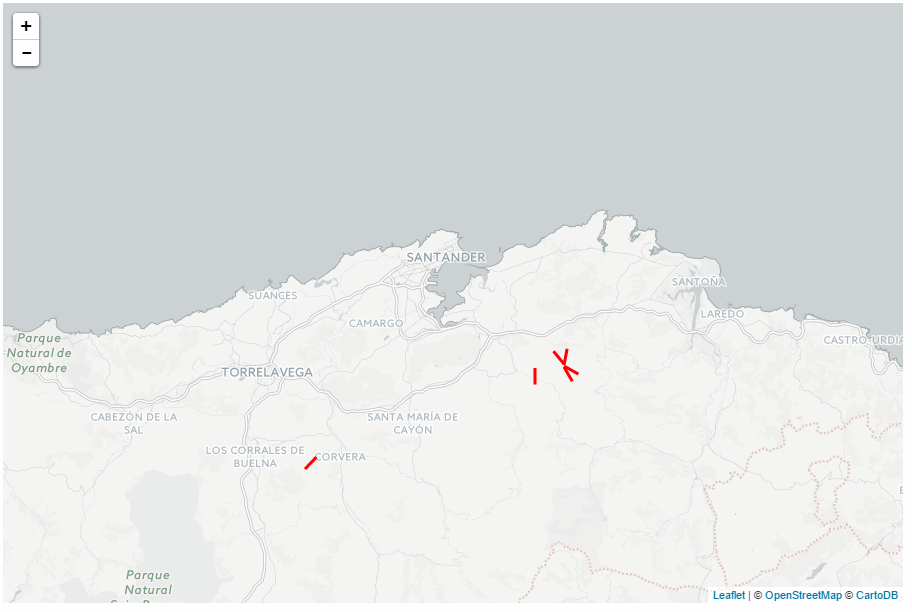 +
−
SANTANDER
SUANCES
SANTOÑA
LAREDO
CAMARGO
CASTRO-URDIA
Parque
Natural de
Oyambre
TORRELAVEGA
CABEZÓN DE LA
SAL
SANTA MARÍA DE
CAYÓN
LOS CORRALES DE
BUELNA
CORVERA
Parque
Natural
Leaflet | © OpenStreetMap © CartoDB